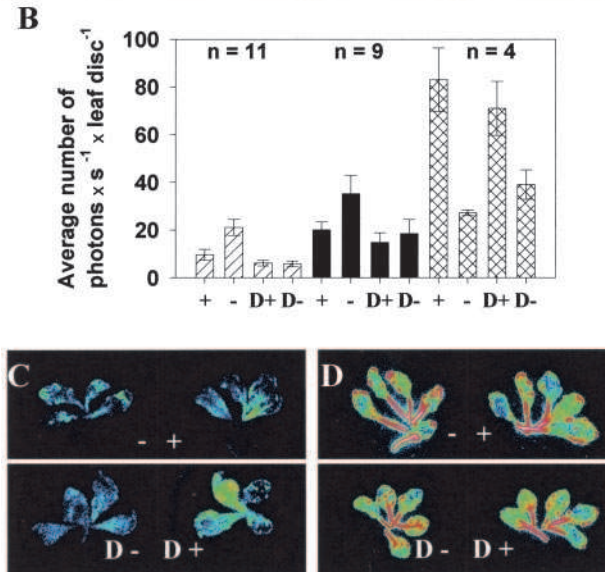 B
Average number of
photons x s -1 x leaf disc-1
100
80
60
40
20
0
n = 11 n = 9 n = 4
+ - D+ D- + - D+ D- + - D+ D-
C - +
D - D +
D - +
D - D +